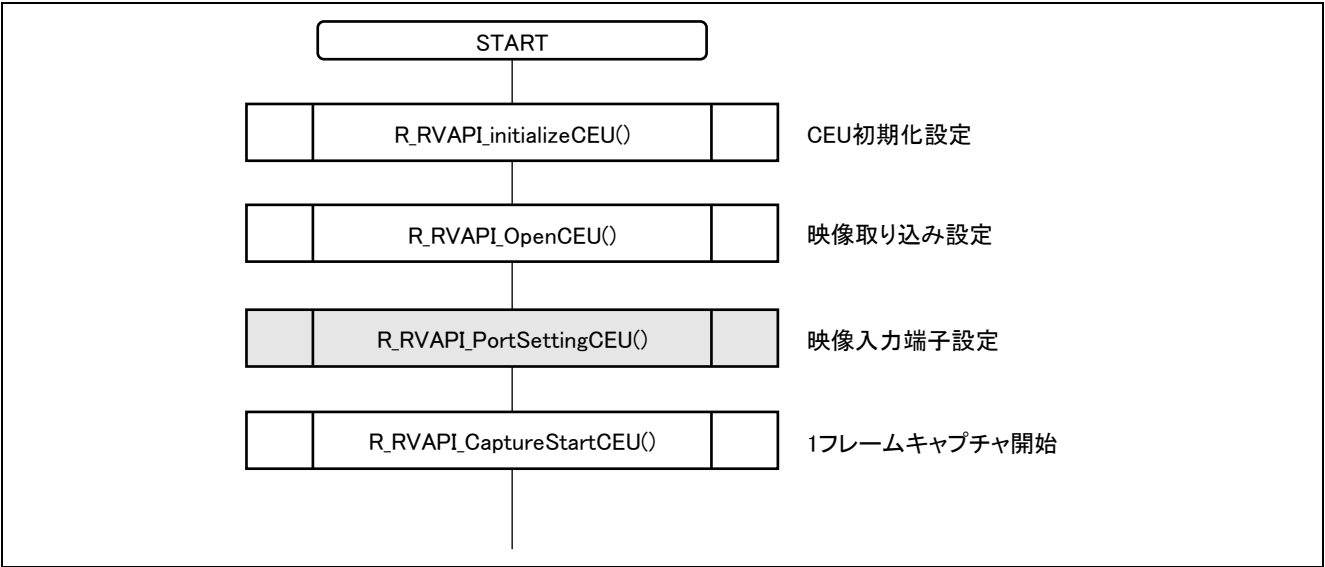 START
R_RVAPI_initializeCEU() CEU初期化設定
R_RVAPI_OpenCEU() 映像取り込み設定
R_RVAPI_PortSettingCEU() 映像入力端子設定
R_RVAPI_CaptureStartCEU() 1フレームキャプチャ開始